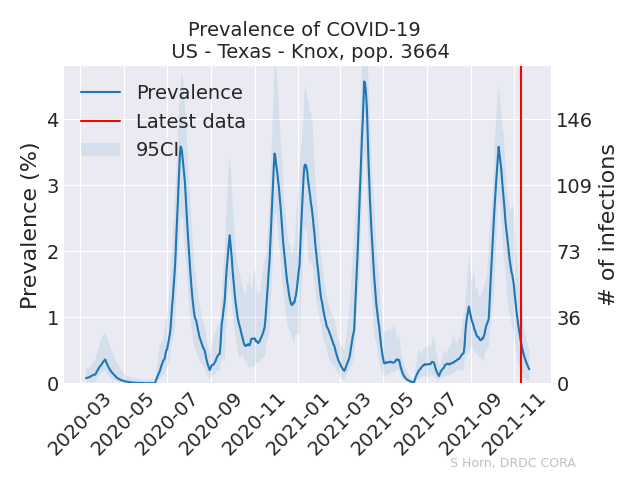 Prevalence of COVID-19
US - Texas - Knox, pop. 3664
Prevalence
Latest data
95CI
Prevalence (%)
4
3
2
1
0
# of infections
146
109
73
36
0
2020-03
2020-05
2020-07
2020-09
2020-11
2021-01
2021-03
2021-05
2021-07
2021-09
2021-11
S Horn, DRDC CORA